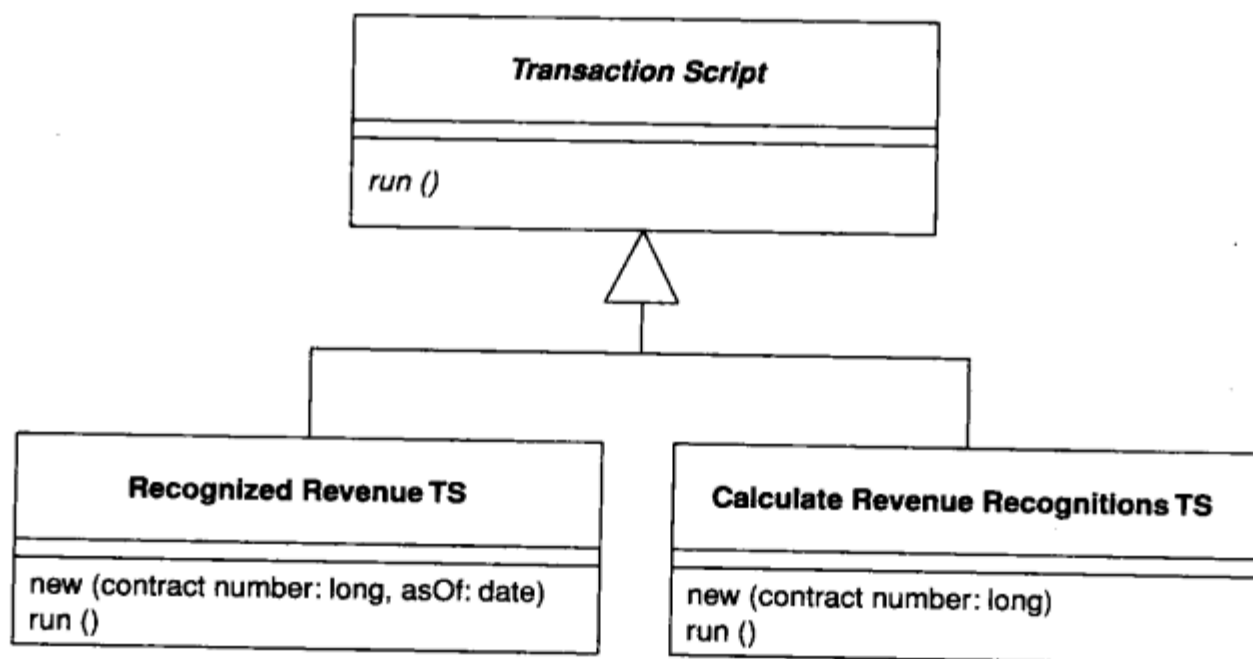 Transaction Script
run ()
Recognized Revenue TS
new (contract number: long, asOf: date)
run ()
Calculate Revenue Recognitions TS
new (contract number: long)
run ()